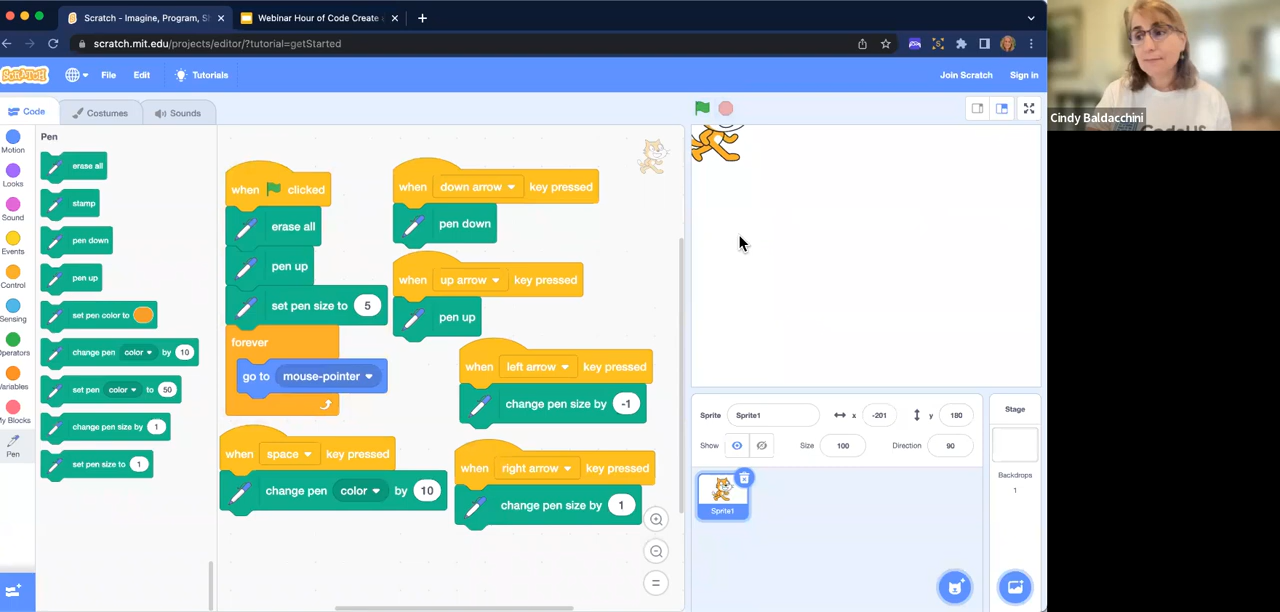 Scratch - Imagine, Program, S
Webinar Hour of Code Create
scratch.mit.edu/projects/editor/?tutorial=getStarted
SCRATCH
File
Edit
Tutorials
Join Scratch
Sign in
Code
Costumes
Sounds
Motion
Looks
Sound
Events
Control
Sensing
Operators
Variables
My Blocks
Pen
Pen
erase all
stamp
pen down
pen up
set pen color to
change pen color by 10
set pen color to 50
change pen size by 1
set pen size to 1
when clicked
erase all
pen up
set pen size to 5
forever
go to mouse-pointer
when space key pressed
change pen color by 10
when down arrow key pressed
pen down
when up arrow key pressed
pen up
when left arrow key pressed
change pen size by -1
when right arrow key pressed
change pen size by 1
Sprite Sprite1 x -201 y 180
Show Size 100 Direction 90
Sprite1
Stage
Backdrops
1
Cindy Baldacchini